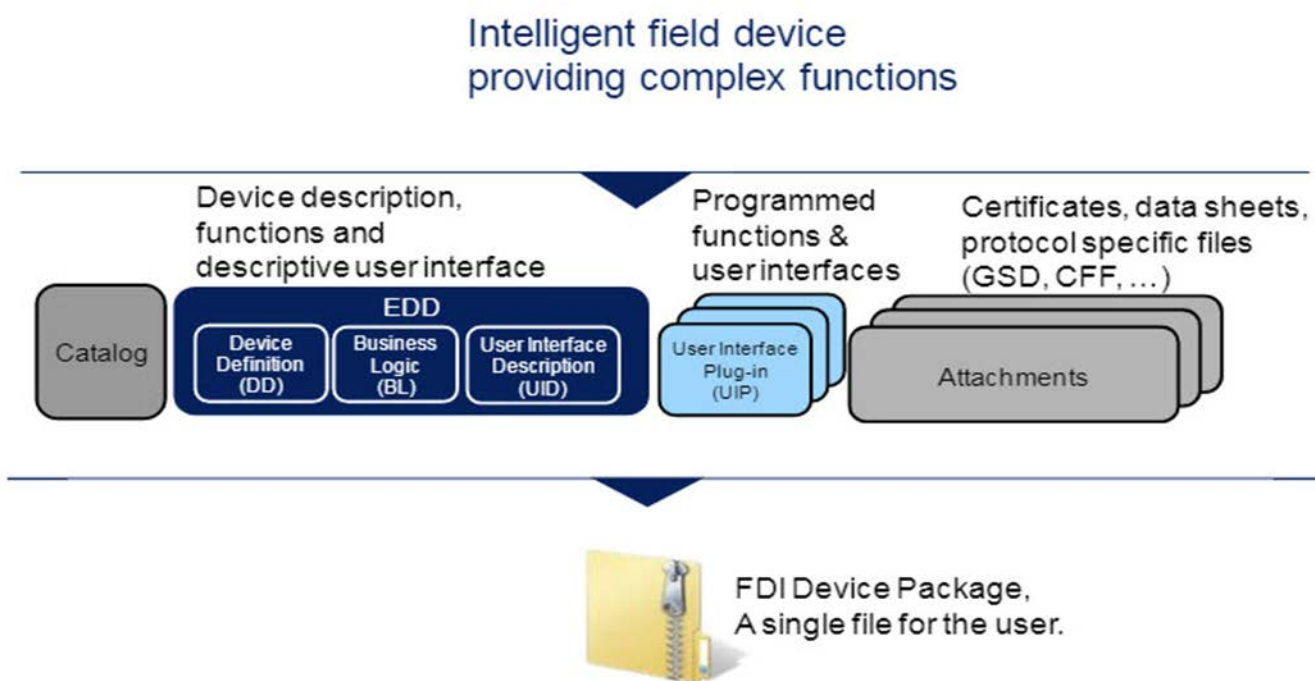 Intelligent field device
providing complex functions
Device description,
functions and
descriptive user interface
Programmed
functions &
user interfaces
Certificates, data sheets,
protocol specific files
(GSD, CFF, ...)
Catalog
EDD
Device
Definition
(DD)
Business
Logic
(BL)
User Interface
Description
(UID)
User Interface
Plug-in
(UIP)
Attachments
FDI Device Package,
A single file for the user.